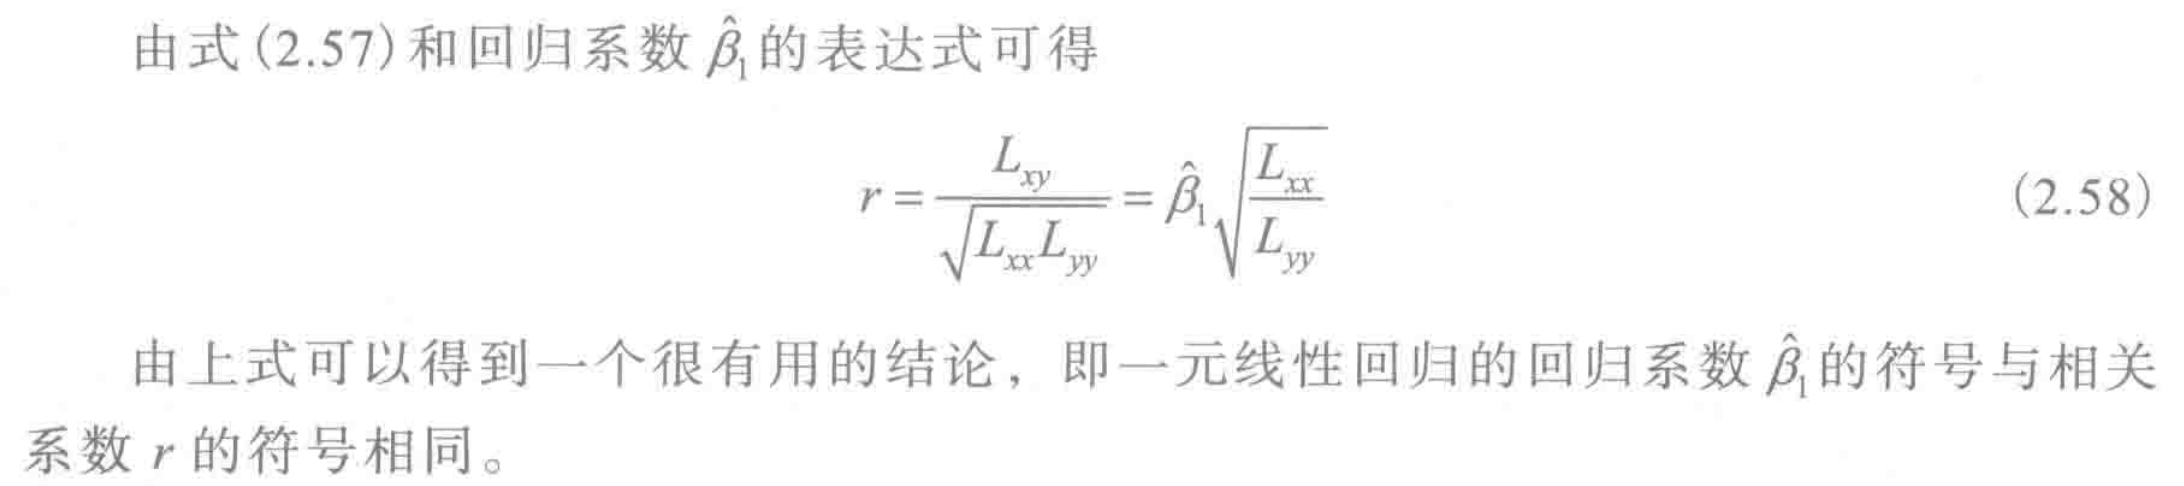 由式(2.57)和回归系数 $\hat{\beta}_1$的表达式可得
$r = \frac{L_{xy}}{\sqrt{L_{xx}L_{yy}}} = \hat{\beta}_1\sqrt{\frac{L_{xx}}{L_{yy}}}$ (2.58)
由上式可以得到一个很有用的结论，即一元线性回归的回归系数 $\hat{\beta}_1$的符号与相关
系数 r 的符号相同。